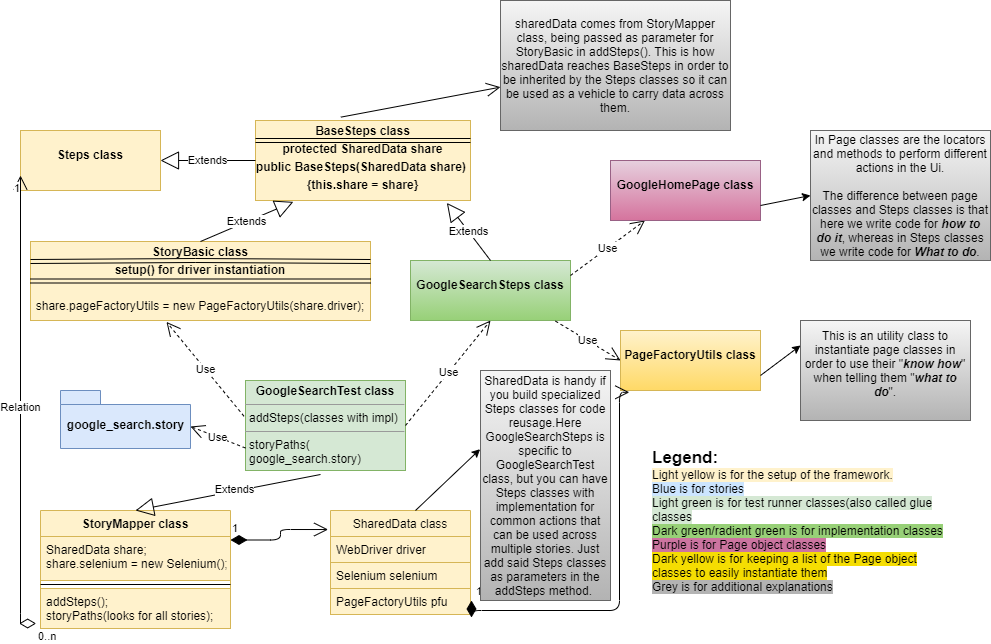 sharedData comes from StoryMapper
class, being passed as parameter for
StoryBasic in addSteps(). This is how
sharedData reaches BaseSteps in order to
be inherited by the Steps classes so it can
be used as a vehicle to carry data across
them.
BaseSteps class
protected SharedData share
public BaseSteps(SharedData share)
{this.share = share}
Steps class
Extends
In Page classes are the locators
and methods to perform different
actions in the Ui.
The difference between page
classes and Steps classes is that
here we write code for how to
do it, whereas in Steps classes
we write code for What to do.
GoogleHomePage class
1
Extends
Extends
Use
StoryBasic class
setup() for driver instantiation
share.pageFactoryUtils = new PageFactoryUtils(share.driver);
GoogleSearchSteps class
Use
PageFactoryUtils class
This is an utility class to
instantiate page classes in
order to use their "know how"
when telling them "what to
do".
Use
Use
GoogleSearchTest class
addSteps(classes with impl)
storyPaths(
google_search.story)
google_search.story
Use
Relation
SharedData is handy if
you build specialized
Steps classes for code
reusage.Here
GoogleSearchSteps is
specific to
GoogleSearchTest
class, but you can have
Steps classes with
implementation for
common actions that
can be used across
multiple stories. Just
add said Steps classes
as parameters in the
addSteps method.
Legend:
Light yellow is for the setup of the framework.
Blue is for stories
Light green is for test runner classes(also called glue
classes
Dark green/radient green is for implementation classes
Purple is for Page object classes
Dark yellow is for keeping a list of the Page object
classes to easily instantiate them
Grey is for additional explanations
Extends
StoryMapper class
SharedData share;
share.selenium = new Selenium();
addSteps();
storyPaths(looks for all stories);
1
SharedData class
WebDriver driver
Selenium selenium
PageFactoryUtils pfu
1
0..n